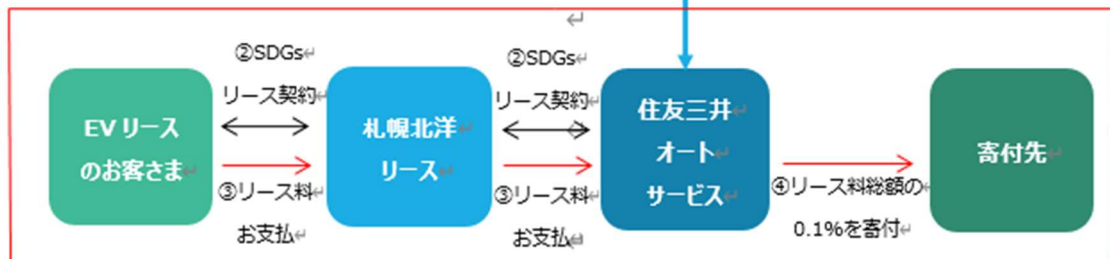 ②SDGs↵
リース契約↵
②SDGs↵
リース契約↵
EV リース↵
のお客さま↵
札幌北洋↵
リース↵
住友三井↵
オート↵
サービス↵
寄付先↵
③リース料↵
お支払↵
③リース料↵
お支払↵
④リース料総額の↵
0.1%を寄付↵